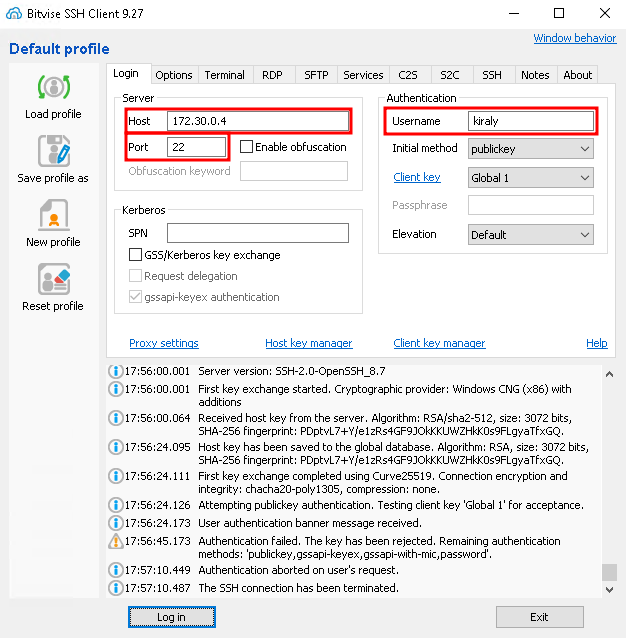 Bitvise SSH Client 9.27
Window behavior
Default profile
Load profile
Save profile as
New profile
Reset profile
Login Options Terminal RDP SFTP Services C2S S2C SSH Notes About
Server
Host 172.30.0.4
Port 22 Enable obfuscation
Obfuscation keyword
Kerberos
SPN
GSS/Kerberos key exchange
Request delegation
gssapi-keyex authentication
Authentication
Username kiraly
Initial method publickey
Client key Global 1
Passphrase
Elevation Default
Proxy settings Host key manager Client key manager Help
17:56:00.001 Server version: SSH-2.0-OpenSSH_8.7
17:56:00.001 First key exchange started. Cryptographic provider: Windows CNG (x86) with
additions
17:56:00.064 Received host key from the server. Algorithm: RSA/sha2-512, size: 3072 bits,
SHA-256 fingerprint: PDptvL7+Y/e1zRs4GF9JOkKKUWZHkK0s9FLgyaTfxGQ.
17:56:24.095 Host key has been saved to the global database. Algorithm: RSA, size: 3072 bits,
SHA-256 fingerprint: PDptvL7+Y/e1zRs4GF9JOkKKUWZHkK0s9FLgyaTfxGQ.
17:56:24.111 First key exchange completed using Curve25519. Connection encryption and
integrity: chacha20-poly1305, compression: none.
17:56:24.126 Attempting publickey authentication. Testing client key 'Global 1' for acceptance.
17:56:24.173 User authentication banner message received.
17:56:45.173 Authentication failed. The key has been rejected. Remaining authentication
methods: 'publickey,gssapi-keyex,gssapi-with-mic,password'.
17:57:10.449 Authentication aborted on user's request.
17:57:10.487 The SSH connection has been terminated.
Log in Exit